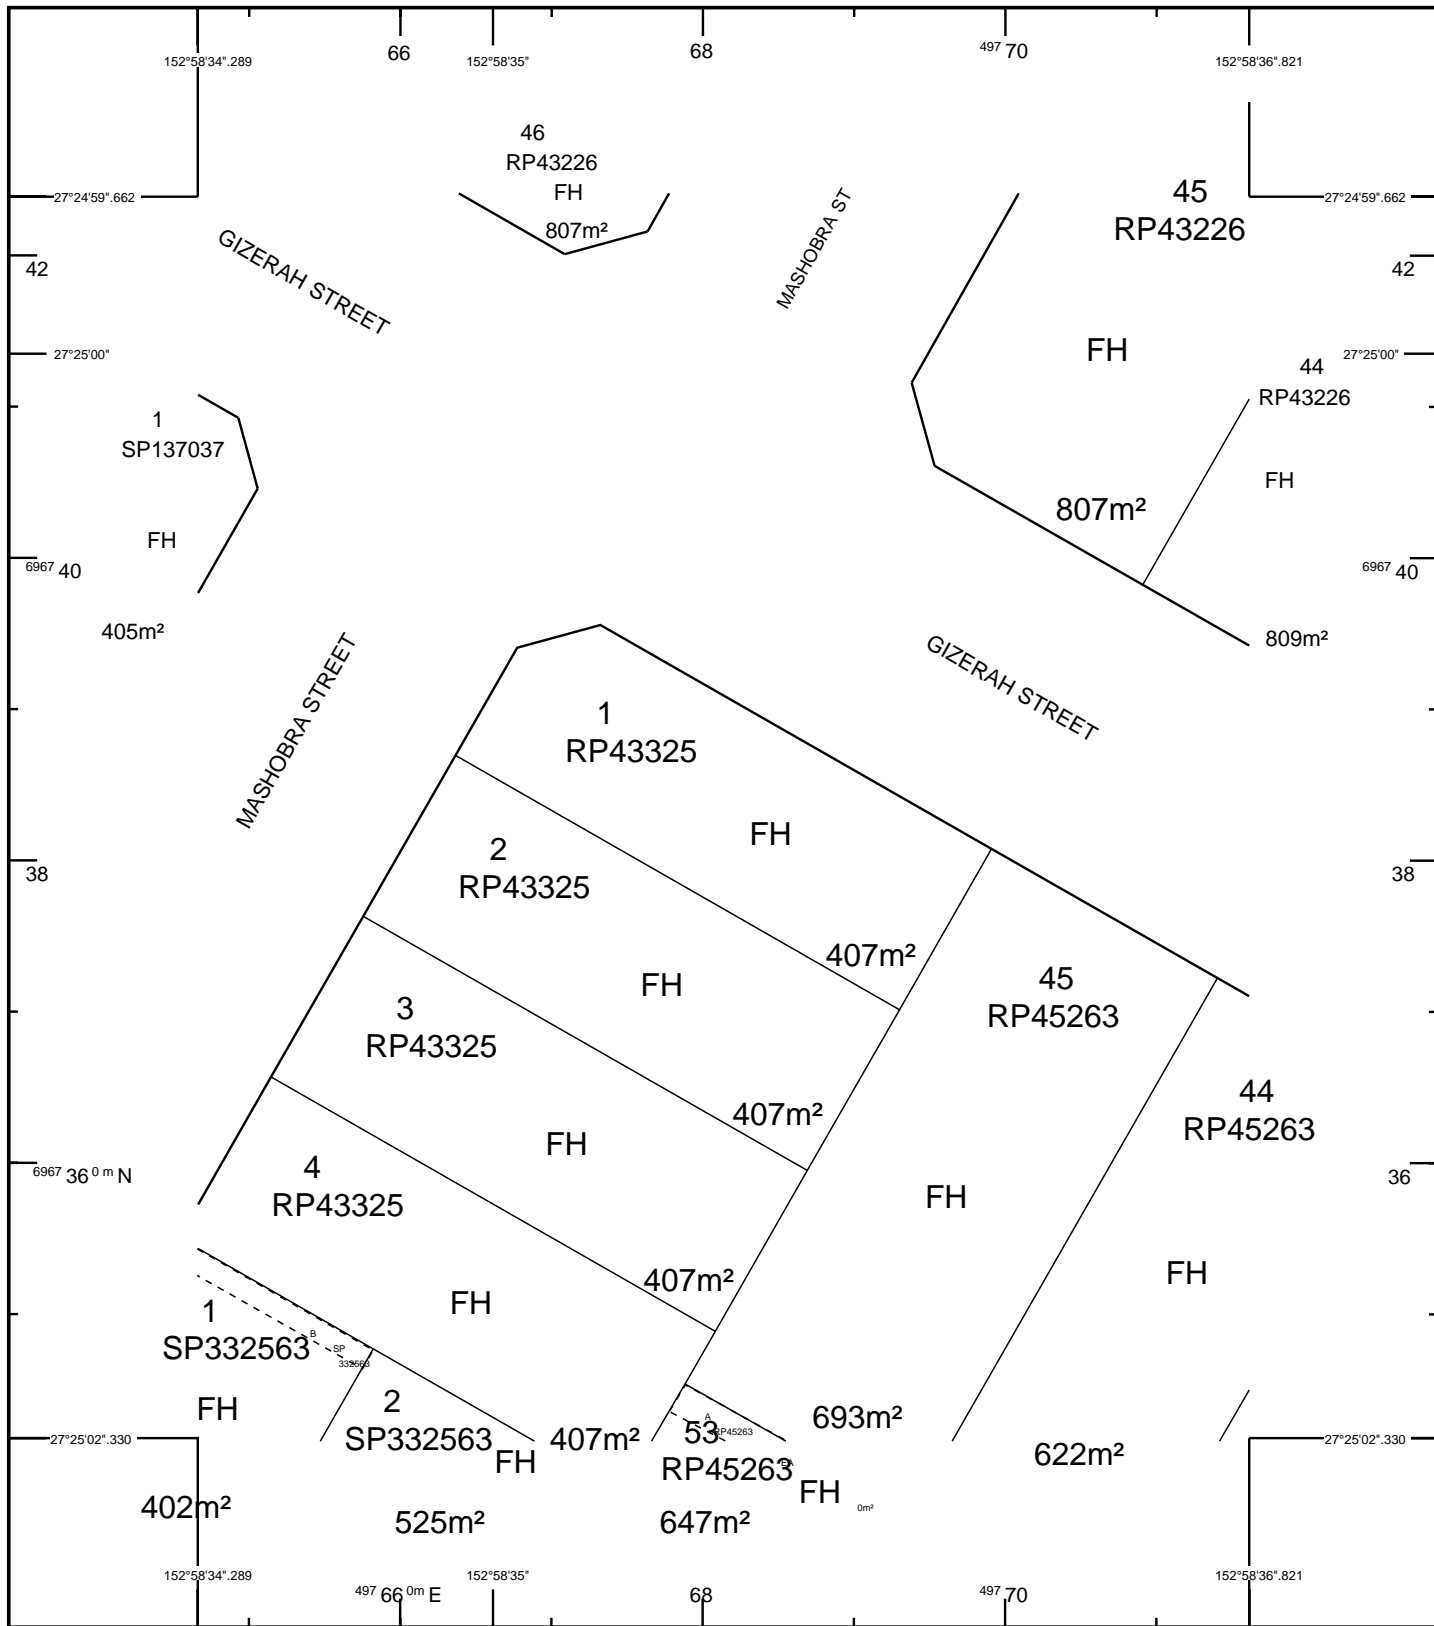 152°58'34".289
66
152°58'35"
68
497 70
152°58'36".821
46
RP43226
FH
807m²
27°24'59".662
MASHOBRA ST
45
RP43226
27°24'59".662
GIZERAH STREET
42
42
FH
27°25'00"
27°25'00"
44
RP43226
1
SP137037
FH
FH
807m²
6967 40
6967 40
405m²
809m²
MASHOBRA STREET
GIZERAH STREET
1
RP43325
FH
2
RP43325
38
38
407m²
FH
45
RP45263
3
RP43325
407m²
44
RP45263
FH
4
RP43325
6967 36 0 m N
36
FH
407m²
FH
FH
1
SP332563
B
SP
332563
FH
2
SP332563
FH
407m²
A
RP45263
53
RP45263
EA
FH
0m²
693m²
622m²
27°25'02".330
27°25'02".330
402m²
525m²
647m²
152°58'34".289
497 66 0m E
152°58'35"
68
497 70
152°58'36".821